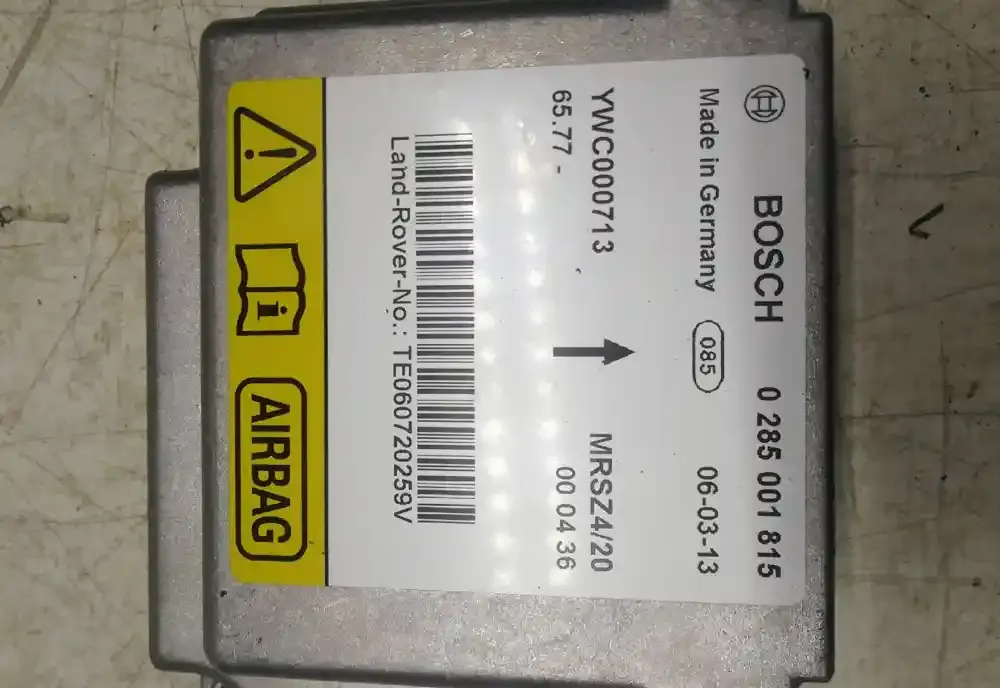 BOSCH 0 285 001 815
Made in Germany 085 06-03-13
YWC000713 MRSZ4/20
65.77 - 00 04 36
Land-Rover-No.: TE060720259V
AIRBAG